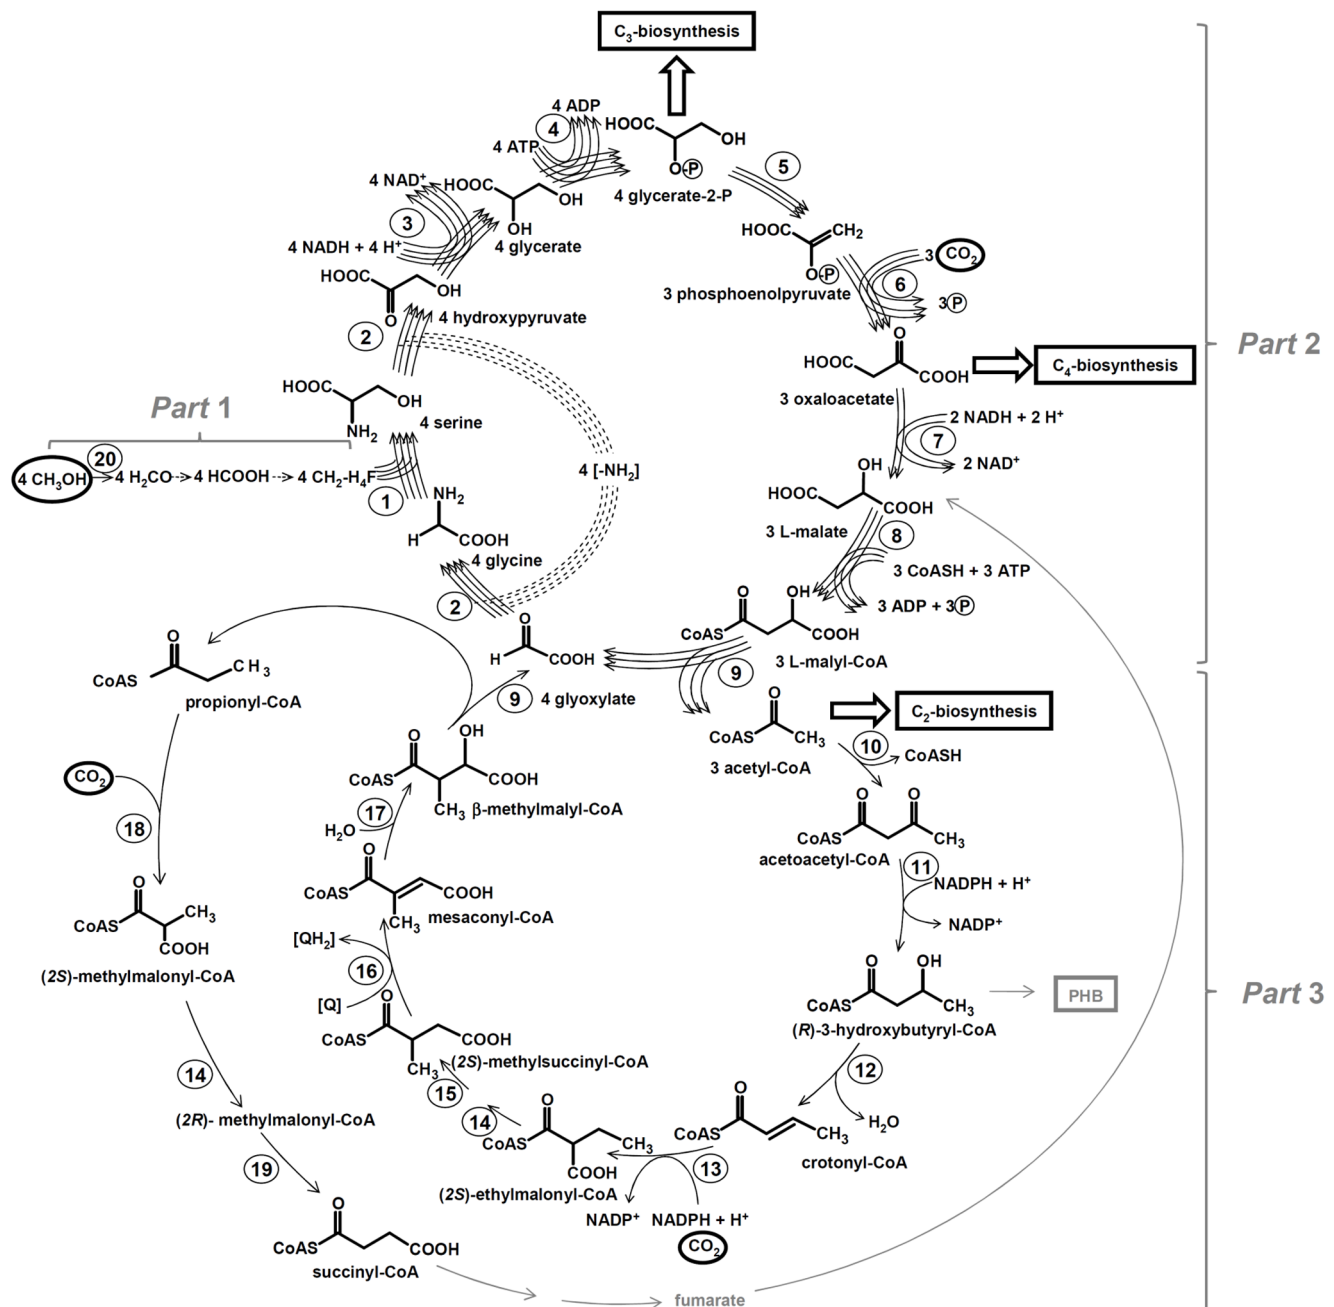 C3-biosynthesis
4 ADP
4
4 ATP
HOOC
OH
O-P
4 glycerate-2-P
5
4 NAD+
HOOC
OH
OH
3
4 glycerate
4 NADH + 4 H+
HOOC
CH2
O-P
3 CO2
6
3 phosphoenolpyruvate
3 P
HOOC
OH
O
4 hydroxypyruvate
2
Part 2
O
HOOC
COOH
C4-biosynthesis
3 oxaloacetate
HOOC
OH
NH2
4 serine
Part 1
2 NADH + 2 H+
7
2 NAD+
20
4 CH3OH
4 H2CO
4 HCOOH
4 CH2-H4F
4 [-NH2]
1
NH2
H
COOH
4 glycine
OH
HOOC
COOH
3 L-malate
8
3 CoASH + 3 ATP
3 ADP + 3 P
2
O
H
COOH
4 glyoxylate
O
OH
CoAS
COOH
3 L-malyl-CoA
9
9
O
CH3
CoAS
propionyl-CoA
O
CoAS
CH3
3 acetyl-CoA
C2-biosynthesis
10
CoASH
OH
O
CoAS
COOH
CH3
β-methylmalyl-CoA
CO2
18
17
H2O
O
O
CoAS
CH3
acetoacetyl-CoA
11
NADPH + H+
NADP+
O
CoAS
COOH
CH3
mesaconyl-CoA
O
CoAS
CH3
COOH
(2S)-methylmalonyl-CoA
[QH2]
16
[Q]
O
OH
CoAS
CH3
(R)-3-hydroxybutyryl-CoA
PHB
Part 3
O
CoAS
COOH
CH3
(2S)-methylsuccinyl-CoA
15
14
14
12
H2O
O
CoAS
CH3
crotonyl-CoA
13
O
CoAS
CH3
COOH
(2S)-ethylmalonyl-CoA
NADP+
NADPH + H+
CO2
(2R)- methylmalonyl-CoA
19
O
CoAS
COOH
succinyl-CoA
fumarate